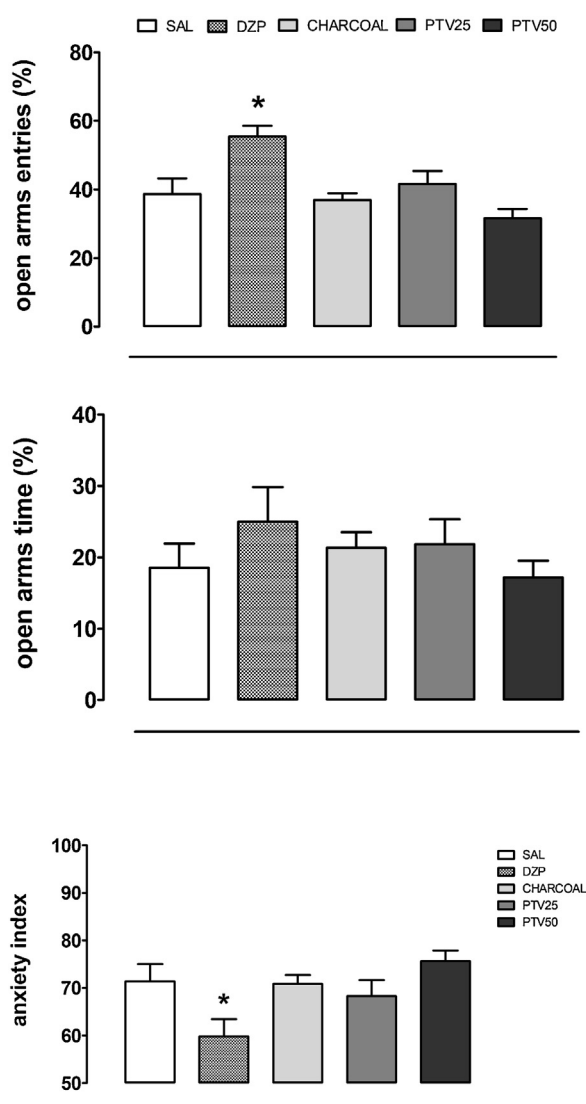 SAL DZP CHARCOAL PTV25 PTV50
open arms entries (%)
80
60
40
20
0
*
open arms time (%)
40
30
20
10
0
anxiety index
100
90
80
70
60
50
*
SAL
DZP
CHARCOAL
PTV25
PTV50